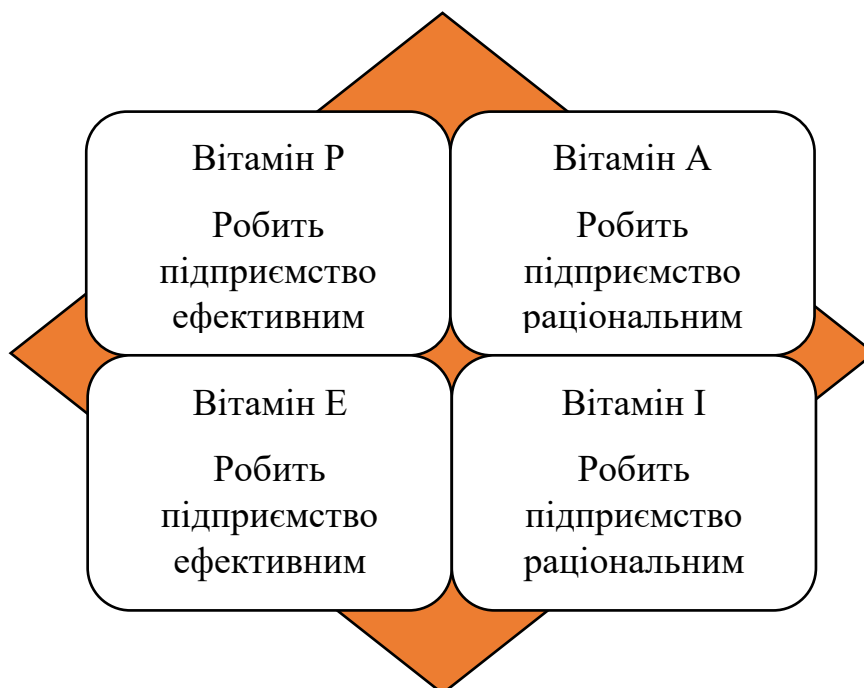 Вітамін P
Робить
підприємство
ефективним
Вітамін A
Робить
підприємство
раціональним
Вітамін E
Робить
підприємство
ефективним
Вітамін I
Робить
підприємство
раціональним